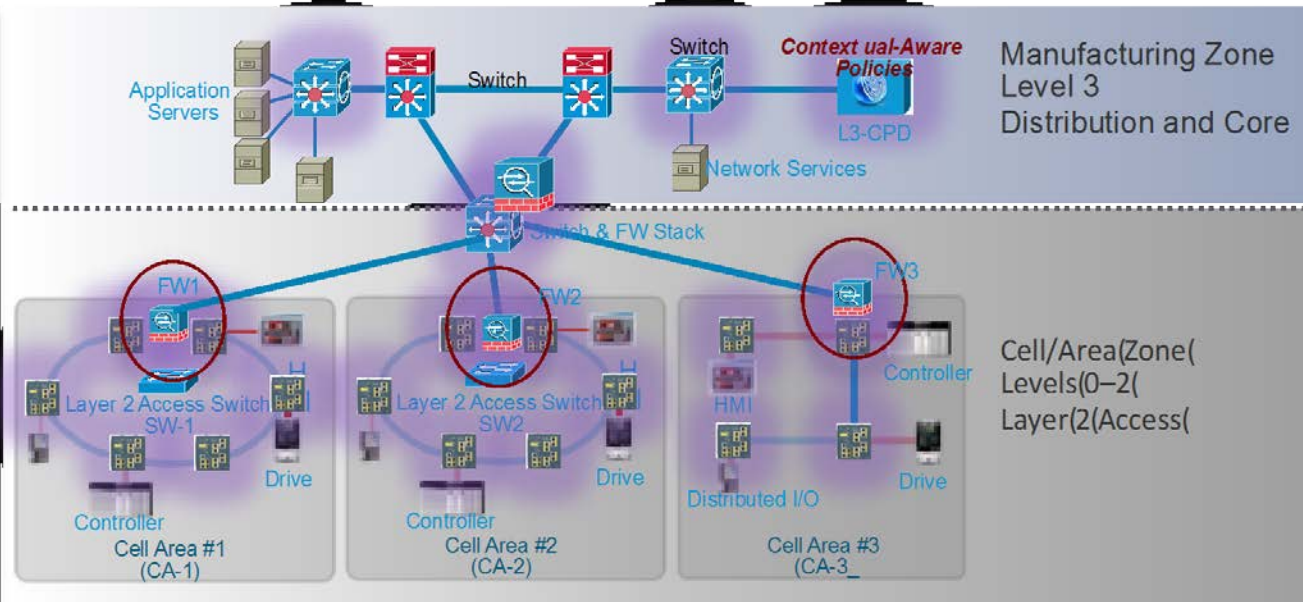 Switch
Context ual-Aware
Policies
Manufacturing Zone
Level 3
Distribution and Core
Application
Servers
Switch
L3-CPD
Network Services
Switch & FW Stack
FW1
FW2
FW3
Cell/Area(Zone(
Levels(0–2(
Layer(2(Access(
Controller
HMI
Layer 2 Access Switch
SW-1
Layer 2 Access Switch
SW2
Drive
Drive
Distributed I/O
Drive
Controller
Controller
Cell Area #1
(CA-1)
Cell Area #2
(CA-2)
Cell Area #3
(CA-3_